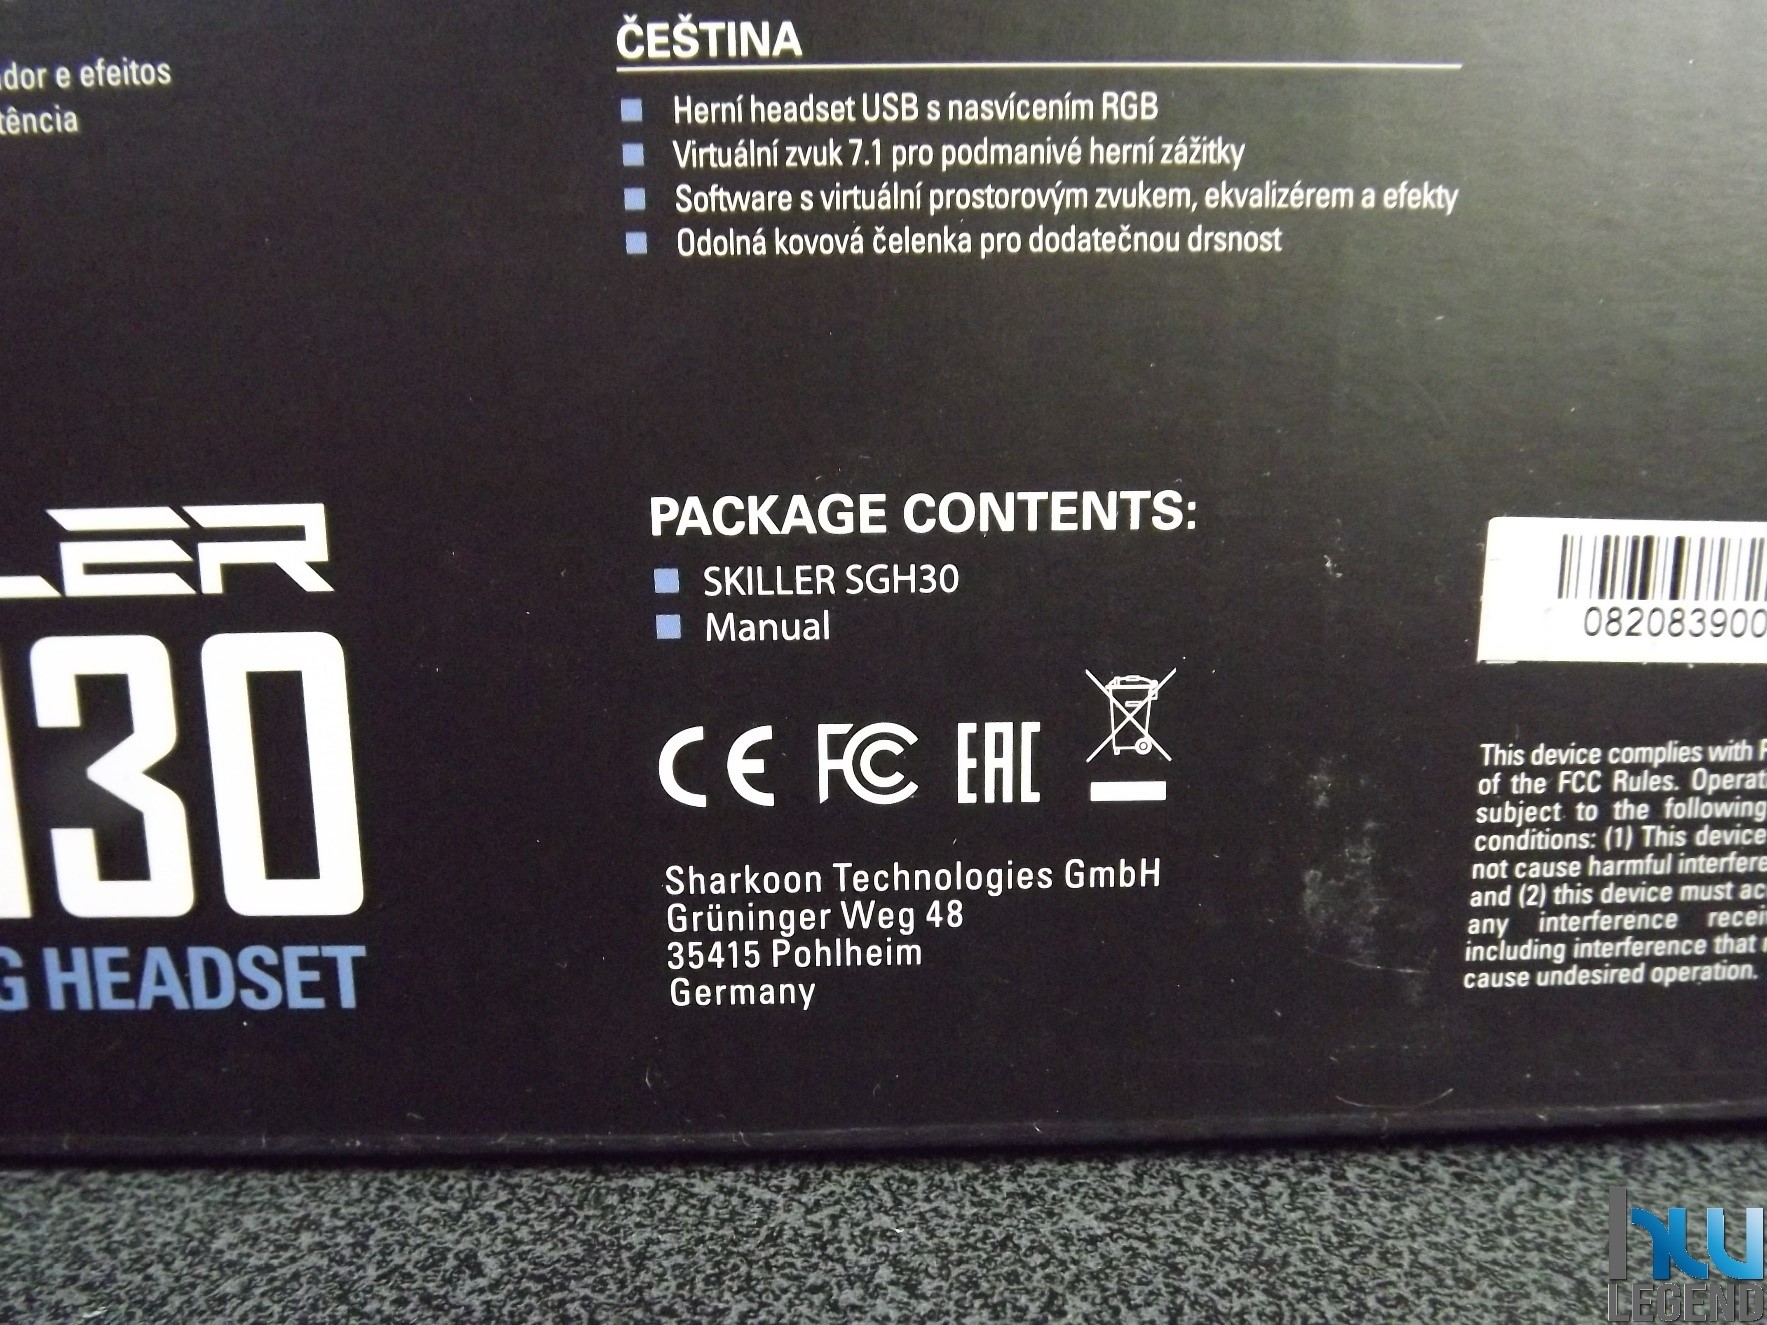 dor e efeitos
tência
ČEŠTINA
Herní headset USB s nasvícením RGB
Virtuální zvuk 7.1 pro podmanivé herní zážitky
Software s virtuální prostorovým zvukem, ekvalizérem a efekty
Odolná kovová čelenka pro dodatečnou drsnost
LER
30
G HEADSET
PACKAGE CONTENTS:
SKILLER SGH30
Manual
CE FC EAC
Sharkoon Technologies GmbH
Grüninger Weg 48
35415 Pohlheim
Germany
082083900
This device complies with
of the FCC Rules. Operat
subject to the following
conditions: (1) This device
not cause harmful interfere
and (2) this device must ac
any interference recei
including interference that
cause undesired operation.
LEGEND